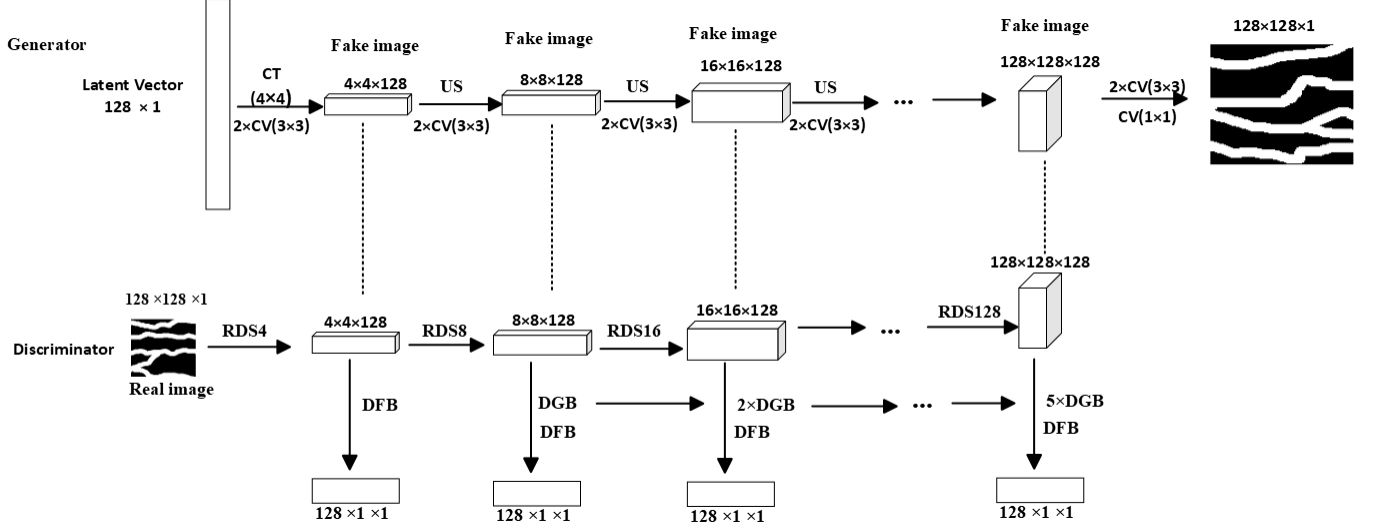 Generator
Latent Vector
128 × 1
CT
(4×4)
2×CV(3×3)
Fake image
4×4×128
US
2×CV(3×3)
Fake image
8×8×128
US
2×CV(3×3)
Fake image
16×16×128
US
2×CV(3×3)
...
Fake image
128×128×128
2×CV(3×3)
CV(1×1)
128×128×1
Discriminator
128 ×128 ×1
Real image
RDS4
4×4×128
RDS8
8×8×128
RDS16
16×16×128
...
RDS128
128×128×128
DFB
DGB
DFB
2×DGB
DFB
...
5×DGB
DFB
128 ×1 ×1
128 ×1 ×1
128 ×1 ×1
128 ×1 ×1